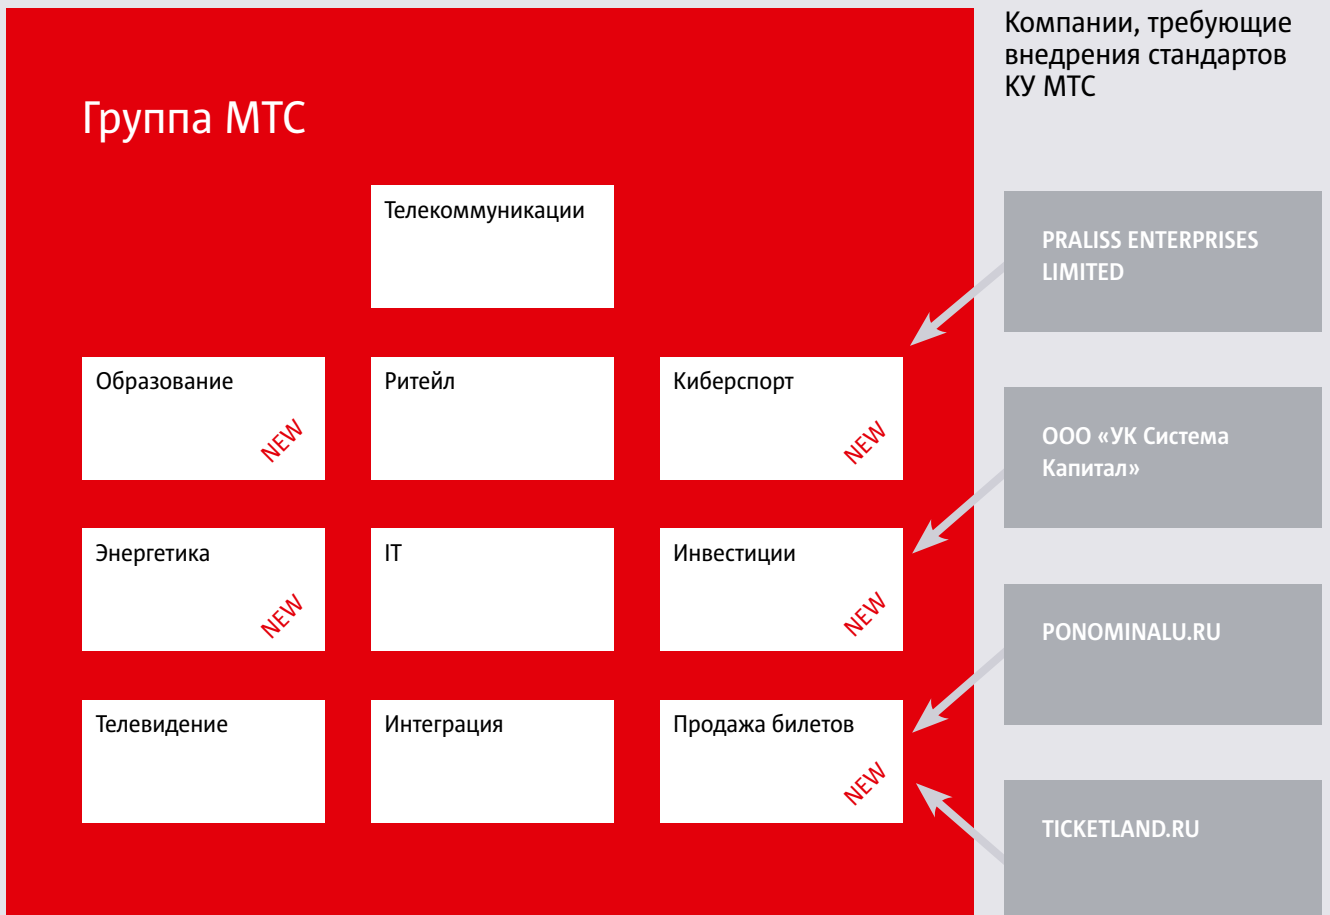 Группа МТС
Телекоммуникации
Образование
NEW
Ритейл
Киберспорт
NEW
Энергетика
NEW
IT
Инвестиции
NEW
Телевидение
Интеграция
Продажа билетов
NEW
Компании, требующие
внедрения стандартов
КУ МТС
PRALISS ENTERPRISES
LIMITED
ООО «УК Система
Капитал»
PONOMINALU.RU
TICKETLAND.RU